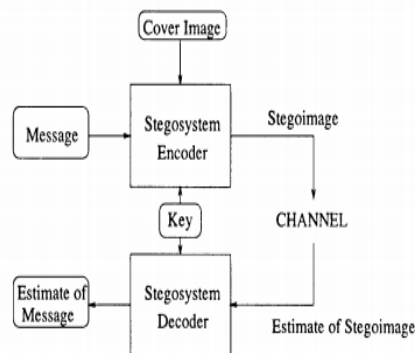 Cover Image
Stegosystem
Encoder
Stegoimage
Message
Key
CHANNEL
Estimate of
Message
Stegosystem
Decoder
Estimate of Stegoimage